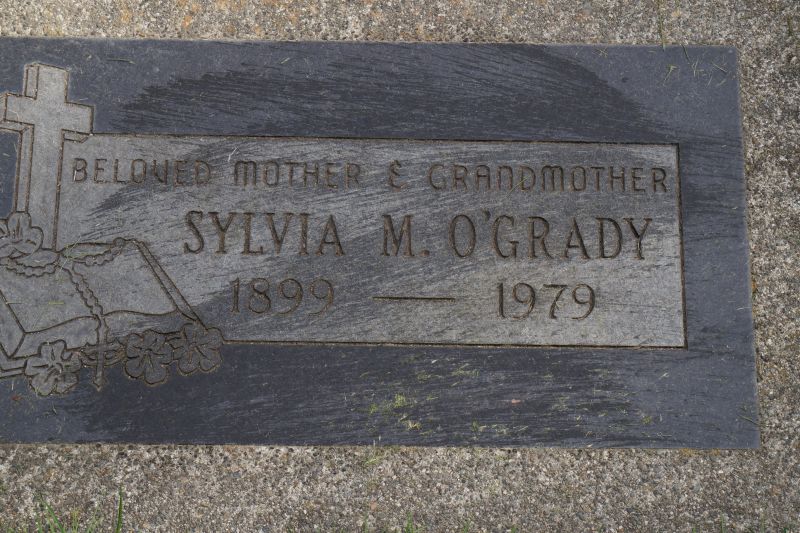 BELOVED MOTHER & GRANDMOTHER
SYLVIA M. O'GRADY
1899 — 1979